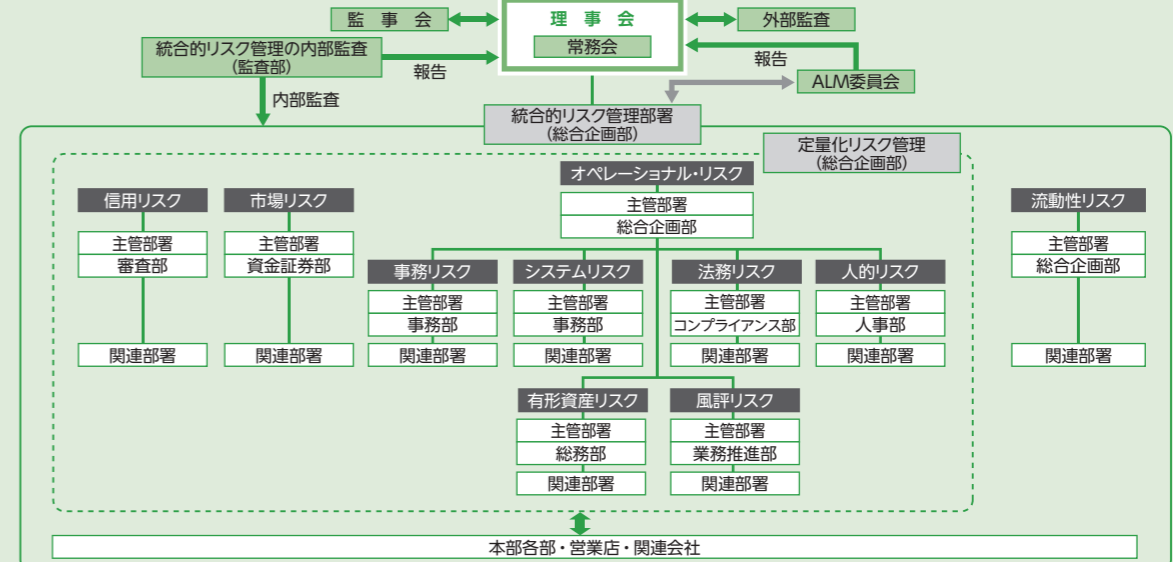 監 事 会
理 事 会
常務会
外部監査
統合的リスク管理の内部監査
(監査部)
報告
報告
ALM委員会
内部監査
統合的リスク管理部署
(総合企画部)
定量化リスク管理
(総合企画部)
信用リスク
主管部署
審査部
関連部署
市場リスク
主管部署
資金証券部
関連部署
オペレーショナル・リスク
主管部署
総合企画部
事務リスク
主管部署
事務部
関連部署
システムリスク
主管部署
事務部
関連部署
法務リスク
主管部署
コンプライアンス部
関連部署
人的リスク
主管部署
人事部
関連部署
有形資産リスク
主管部署
総務部
関連部署
風評リスク
主管部署
業務推進部
関連部署
流動性リスク
主管部署
総合企画部
関連部署
本部各部・営業店・関連会社